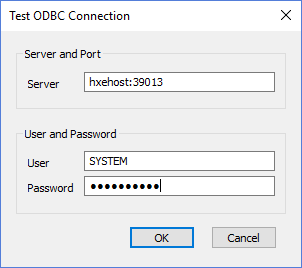 Test ODBC Connection
Server and Port
Server hxehost:39013
User and Password
User SYSTEM
Password ●●●●●●●●●●
OK Cancel